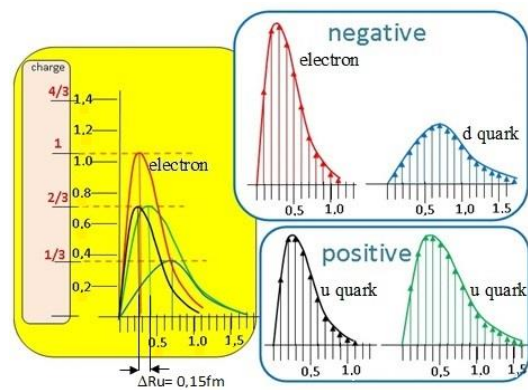 charge
4/3
1,4
1,2
1
1.0
electron
0.8
2/3
0,6
0.4
1/3
0,2
0.5 1.0 1,5
ΔRu= 0,15fm
negative
electron
d quark
0,5 1.0
0,5 1.0 1.5
positive
u quark
u quark
0.5 1.0
0.5 1.0 1.5